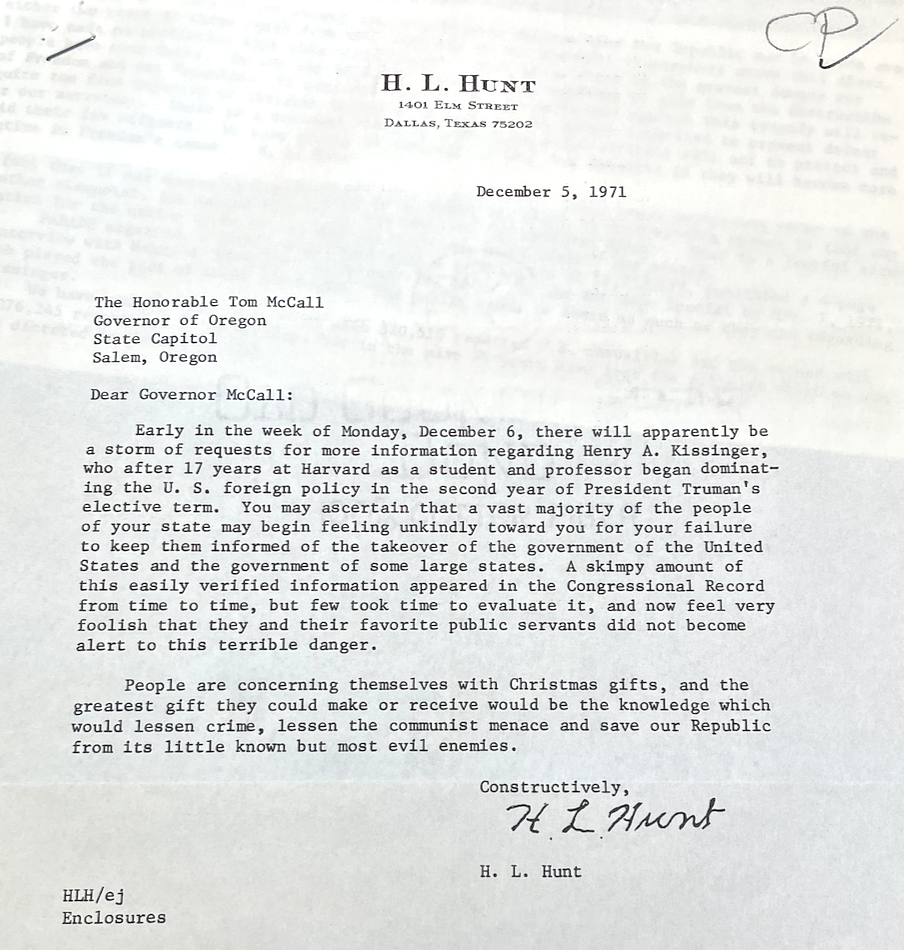 CP
H. L. HUNT
1401 ELM STREET
DALLAS, TEXAS 75202
December 5, 1971
The Honorable Tom McCall
Governor of Oregon
State Capitol
Salem, Oregon
Dear Governor McCall:
Early in the week of Monday, December 6, there will apparently be
a storm of requests for more information regarding Henry A. Kissinger,
who after 17 years at Harvard as a student and professor began dominat-
ing the U. S. foreign policy in the second year of President Truman's
elective term. You may ascertain that a vast majority of the people
of your state may begin feeling unkindly toward you for your failure
to keep them informed of the takeover of the government of the United
States and the government of some large states. A skimpy amount of
this easily verified information appeared in the Congressional Record
from time to time, but few took time to evaluate it, and now feel very
foolish that they and their favorite public servants did not become
alert to this terrible danger.
People are concerning themselves with Christmas gifts, and the
greatest gift they could make or receive would be the knowledge which
would lessen crime, lessen the communist menace and save our Republic
from its little known but most evil enemies.
Constructively,
H. L. Hunt
H. L. Hunt
HLH/ej
Enclosures